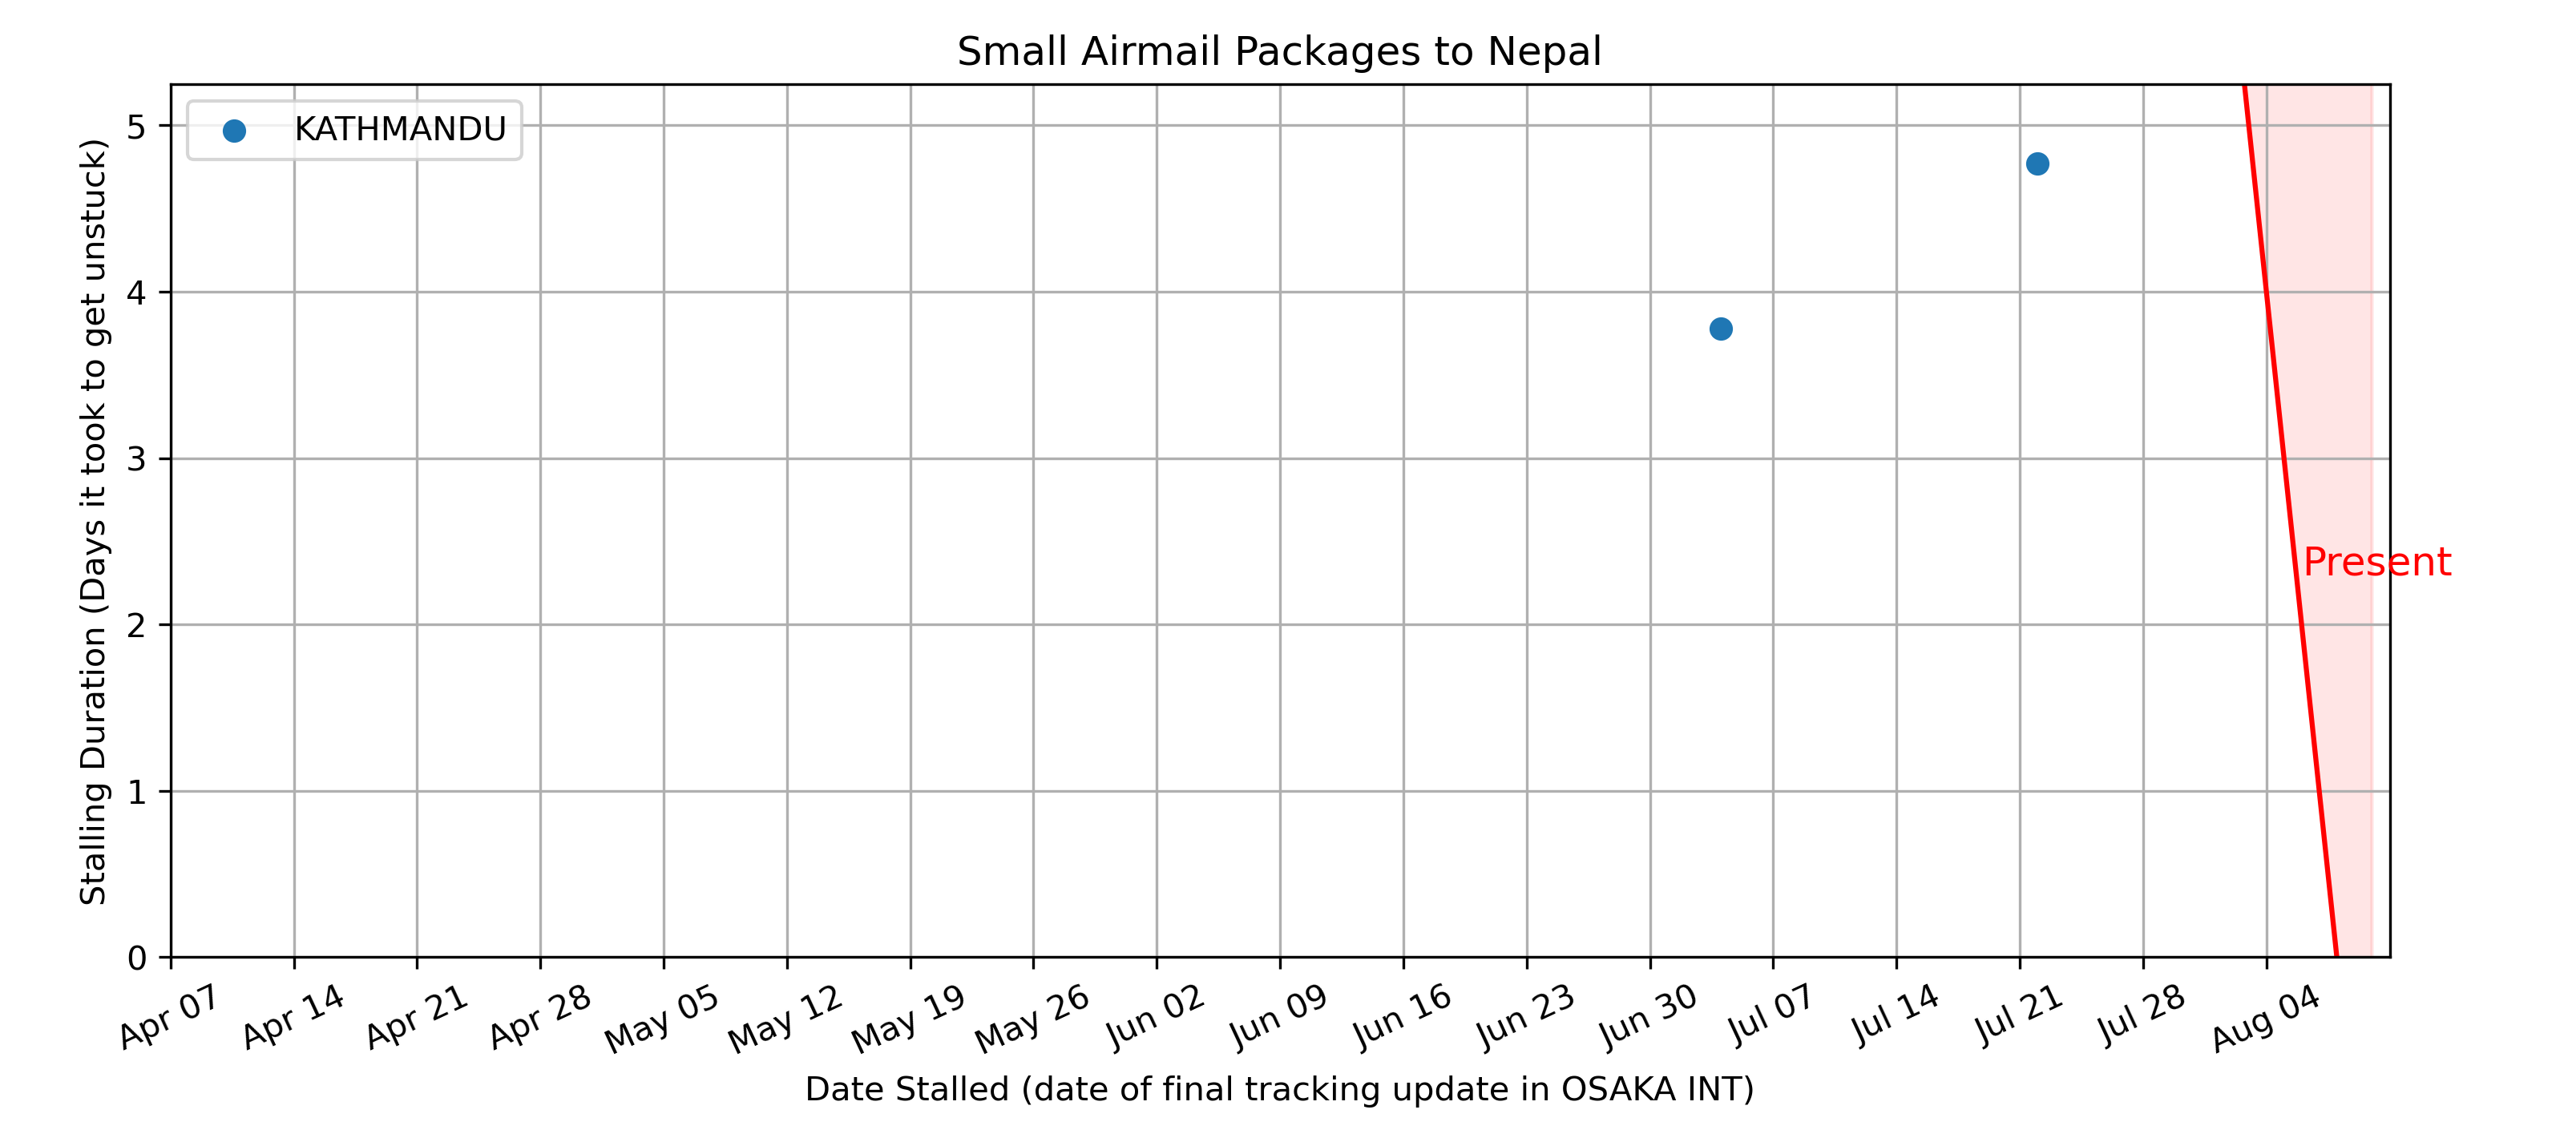 Small Airmail Packages to Nepal
KATHMANDU
Stalling Duration (Days it took to get unstuck)
5
4
3
2
1
0
Present
Apr 07
Apr 14
Apr 21
Apr 28
May 05
May 12
May 19
May 26
Jun 02
Jun 09
Jun 16
Jun 23
Jun 30
Jul 07
Jul 14
Jul 21
Jul 28
Aug 04
Date Stalled (date of final tracking update in OSAKA INT)